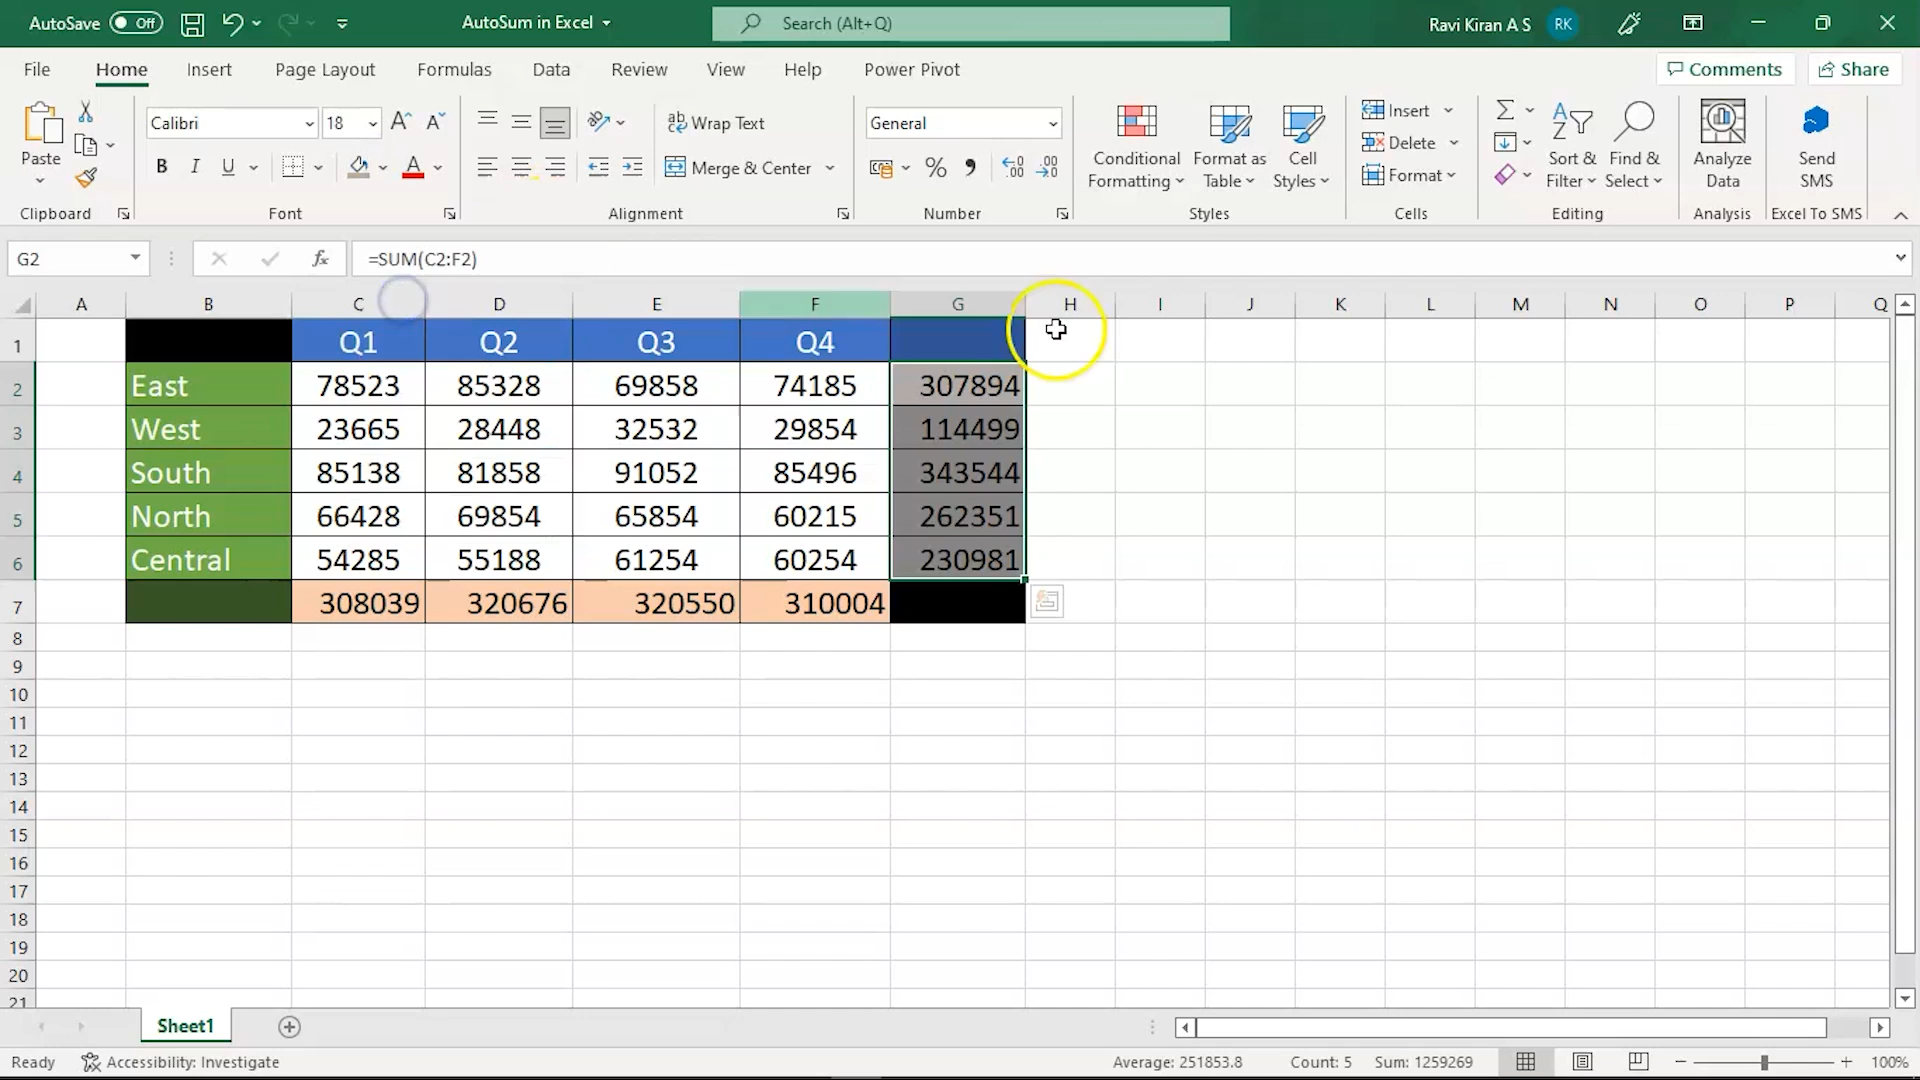 AutoSave Off AutoSum in Excel Search (Alt+Q) Ravi Kiran A S RK
File Home Insert Page Layout Formulas Data Review View Help Power Pivot Comments Share
Paste Calibri 18 Wrap Text General Conditional Formatting Format as Table Cell Styles Insert Sort & Filter Find & Select Analyze Data Send SMS
B I U Merge & Center % Delete
Format
Clipboard Font Alignment Number Styles Cells Editing Analysis Excel To SMS
G2 fx =SUM(C2:F2)
A B C D E F G H I J K L M N O P Q
1 Q1 Q2 Q3 Q4
2 East 78523 85328 69858 74185 307894
3 West 23665 28448 32532 29854 114499
4 South 85138 81858 91052 85496 343544
5 North 66428 69854 65854 60215 262351
6 Central 54285 55188 61254 60254 230981
7 308039 320676 320550 310004
8
9
10
11
12
13
14
15
16
17
18
19
20
21
Sheet1
Ready Accessibility: Investigate Average: 251853.8 Count: 5 Sum: 1259269 100%